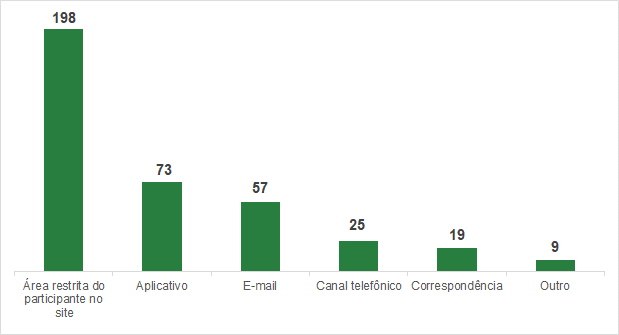 198
73
57
25
19
9
Área restrita do
participante no
site
Aplicativo
E-mail
Canal telefônico
Correspondência
Outro